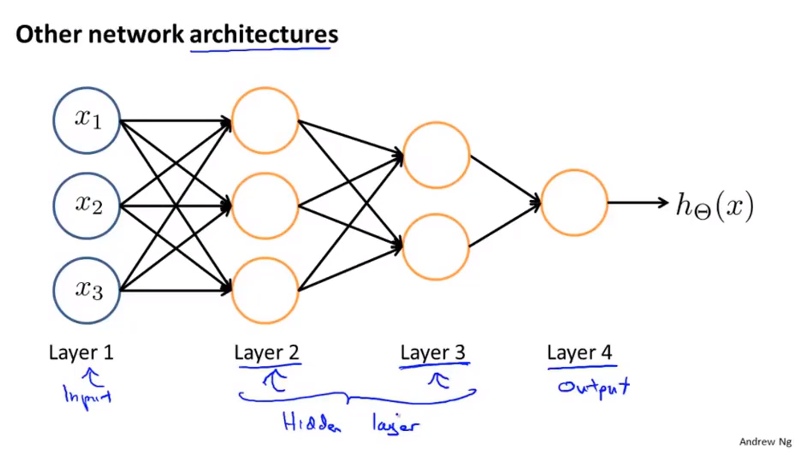 Other network architectures
x₁
x₂
x₃
h_Θ(x)
Layer 1
Layer 2
Layer 3
Layer 4
Input
Output
Hidden layer
Andrew Ng